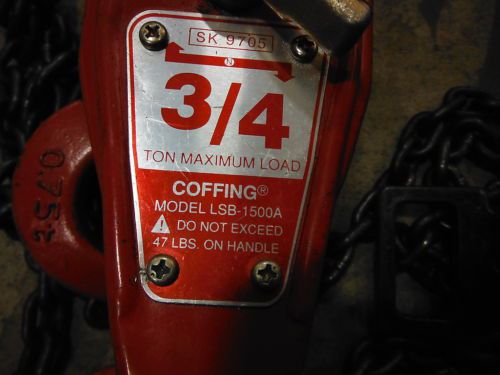 SK 9705
N
3/4
TON MAXIMUM LOAD
COFFING®
MODEL LSB-1500A
⚠ DO NOT EXCEED
47 LBS. ON HANDLE
0.75t